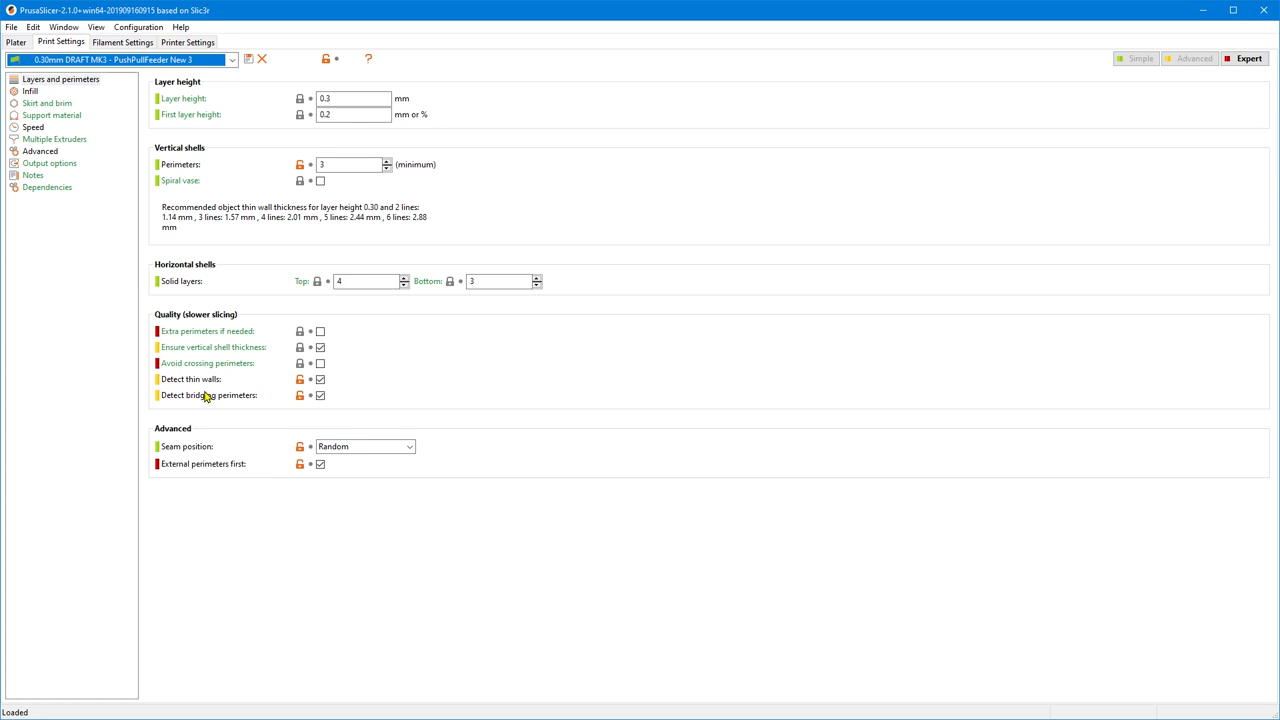 PrusaSlicer-2.1.0+win64-201909160915 based on Slic3r
File Edit Window View Configuration Help
Plater Print Settings Filament Settings Printer Settings
0.30mm DRAFT MK3 - PushPullFeeder New 3 ? Simple Advanced Expert
Layers and perimeters
Infill
Skirt and brim
Support material
Speed
Multiple Extruders
Advanced
Output options
Notes
Dependencies
Layer height
Layer height: 0.3 mm
First layer height: 0.2 mm or %
Vertical shells
Perimeters: 3 (minimum)
Spiral vase:
Recommended object thin wall thickness for layer height 0.30 and 2 lines:
1.14 mm , 3 lines: 1.57 mm , 4 lines: 2.01 mm , 5 lines: 2.44 mm , 6 lines: 2.88
mm
Horizontal shells
Solid layers: Top: 4 Bottom: 3
Quality (slower slicing)
Extra perimeters if needed:
Ensure vertical shell thickness:
Avoid crossing perimeters:
Detect thin walls:
Detect bridging perimeters:
Advanced
Seam position: Random
External perimeters first:
Loaded